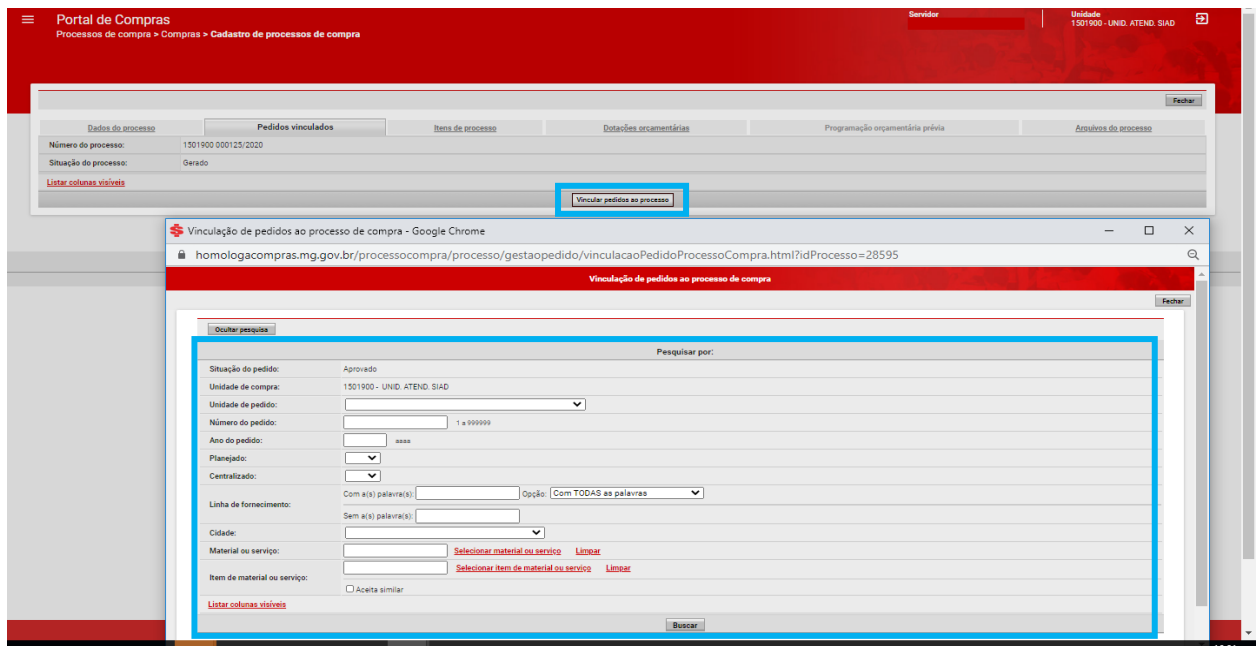 Portal de Compras
Processos de compra > Compras > Cadastro de processos de compra
Servidor
Unidade
1501900 - UNID. ATEND. SIAD
Fechar
Dados do processo Pedidos vinculados Itens de processo Dotações orçamentárias Programação orçamentária prévia Arquivos do processo
Número do processo: 1501900 000125/2020
Situação do processo: Gerado
Listar colunas visíveis
Vincular pedidos ao processo
Vinculação de pedidos ao processo de compra - Google Chrome
homologacompras.mg.gov.br/processocompra/processo/gestaopedido/vinculacaoPedidoProcessoCompra.html?idProcesso=28595
Vinculação de pedidos ao processo de compra
Fechar
Ocultar pesquisa
Pesquisar por:
Situação do pedido: Aprovado
Unidade de compra: 1501900 - UNID. ATEND. SIAD
Unidade de pedido:
Número do pedido: 1 a 999999
Ano do pedido: aaaa
Planejado:
Centralizado:
Linha de fornecimento: Com a(s) palavra(s): Opção: Com TODAS as palavras
Sem a(s) palavra(s):
Cidade:
Material ou serviço: Selecionar material ou serviço Limpar
Item de material ou serviço: Selecionar item de material ou serviço Limpar
Aceita similar
Listar colunas visíveis
Buscar